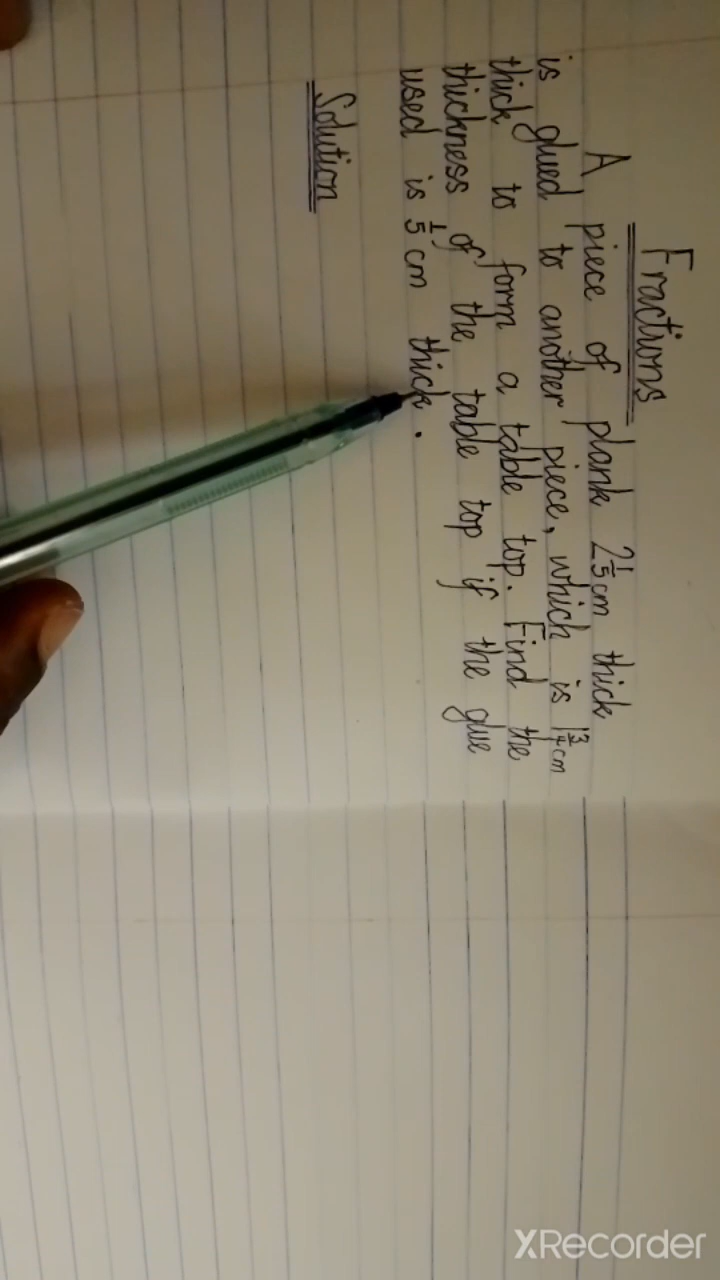 Fractions
A piece of plank 2 1/5 cm thick
is glued to another piece, which is 1 3/4 cm
thick to form a table top. Find the
thickness of the table top if the glue
used is 1/5 cm thick.
Solution
XRecorder